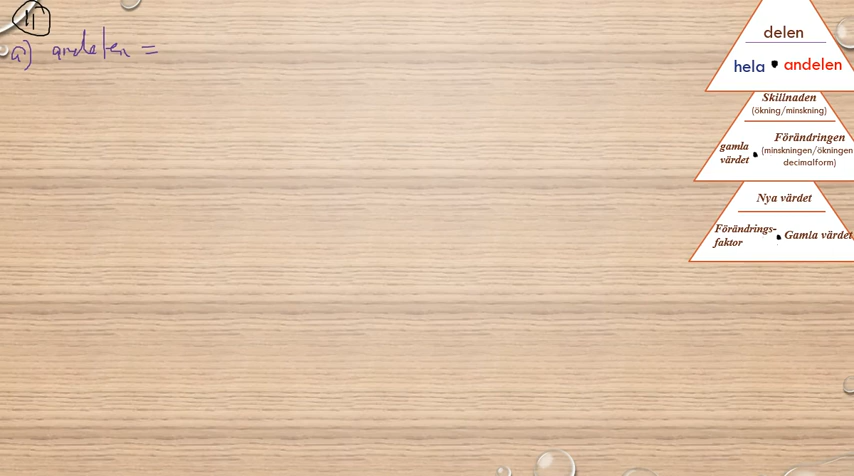 11
a) andelen =
delen
hela • andelen
Skillnaden
(ökning/minskning)
gamla
värdet
•
Förändringen
(minskningen/ökningen
decimalform)
Nya värdet
Förändrings-
faktor
• Gamla värdet